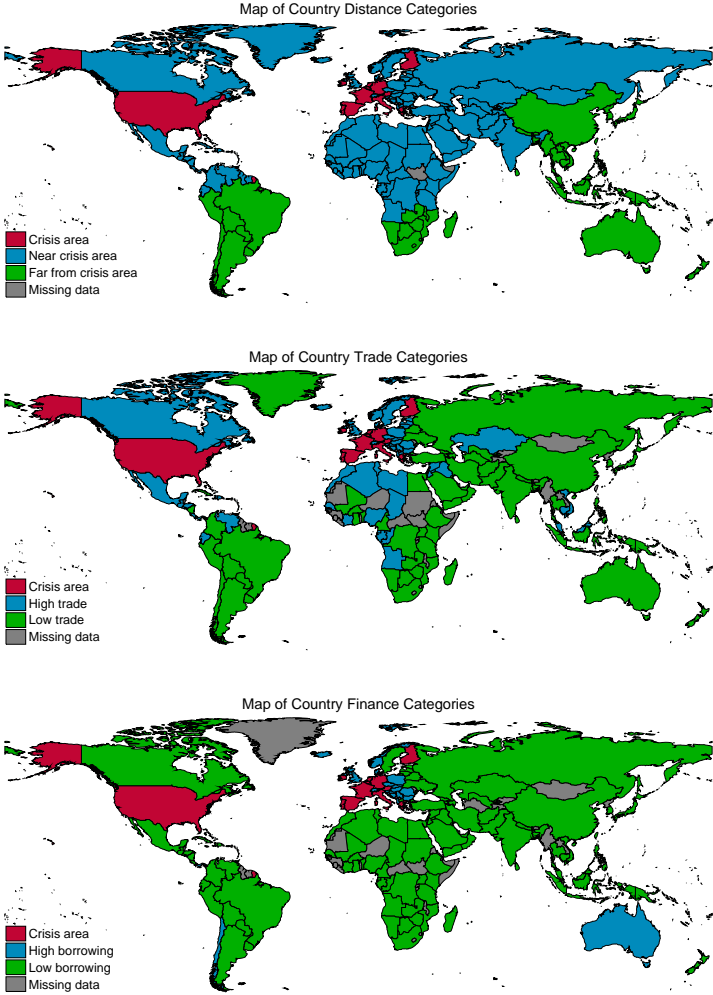 Map of Country Distance Categories
Crisis area
Near crisis area
Far from crisis area
Missing data
Map of Country Trade Categories
Crisis area
High trade
Low trade
Missing data
Map of Country Finance Categories
Crisis area
High borrowing
Low borrowing
Missing data